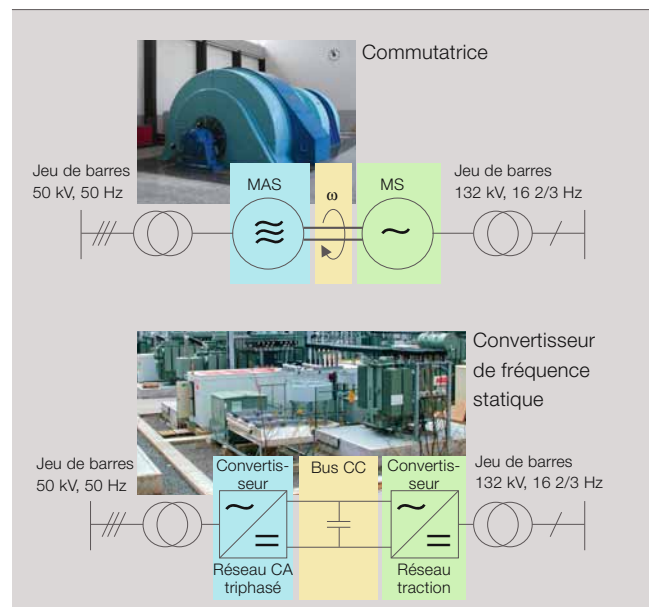 Commutatrice
Jeu de barres
50 kV, 50 Hz
MAS
ω
MS
Jeu de barres
132 kV, 16 2/3 Hz
Convertisseur
de fréquence
statique
Jeu de barres
50 kV, 50 Hz
Convertis-
seur
Bus CC
Convertis-
seur
Jeu de barres
132 kV, 16 2/3 Hz
Réseau CA
triphasé
Réseau
traction